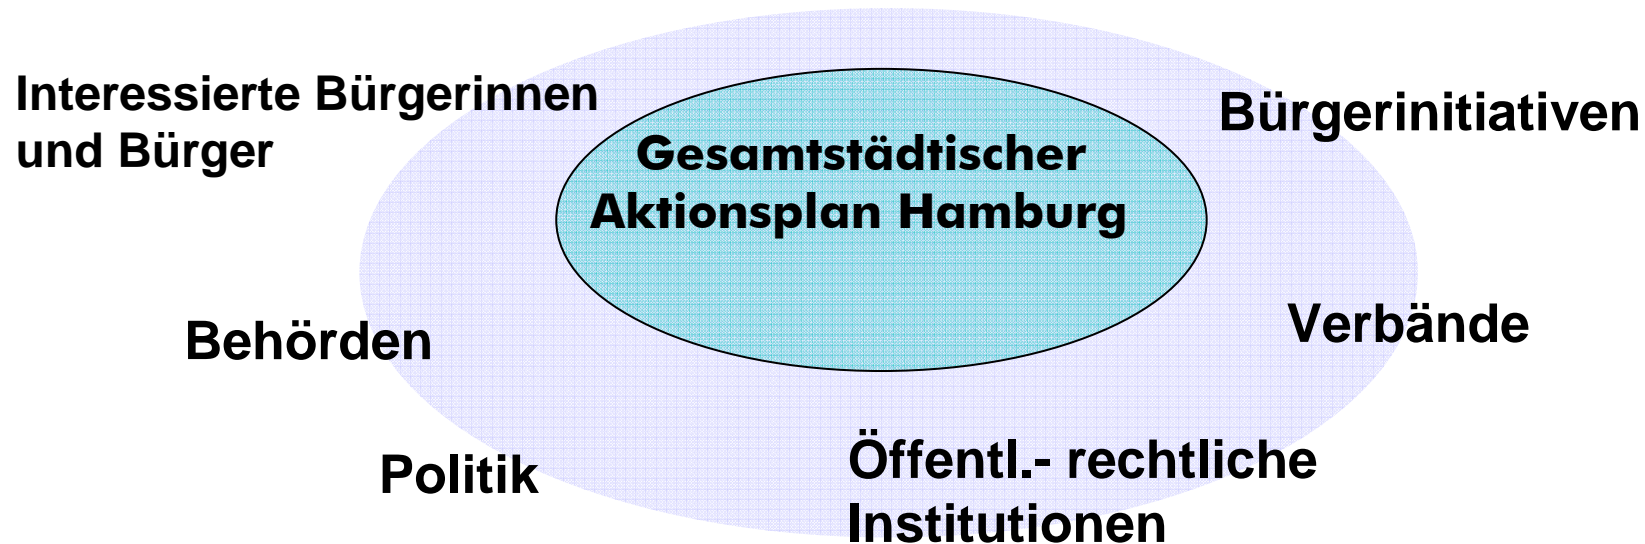 Interessierte Bürgerinnen
und Bürger
Gesamtstädtischer
Aktionsplan Hamburg
Bürgerinitiativen
Behörden
Verbände
Politik
Öffentl.- rechtliche
Institutionen